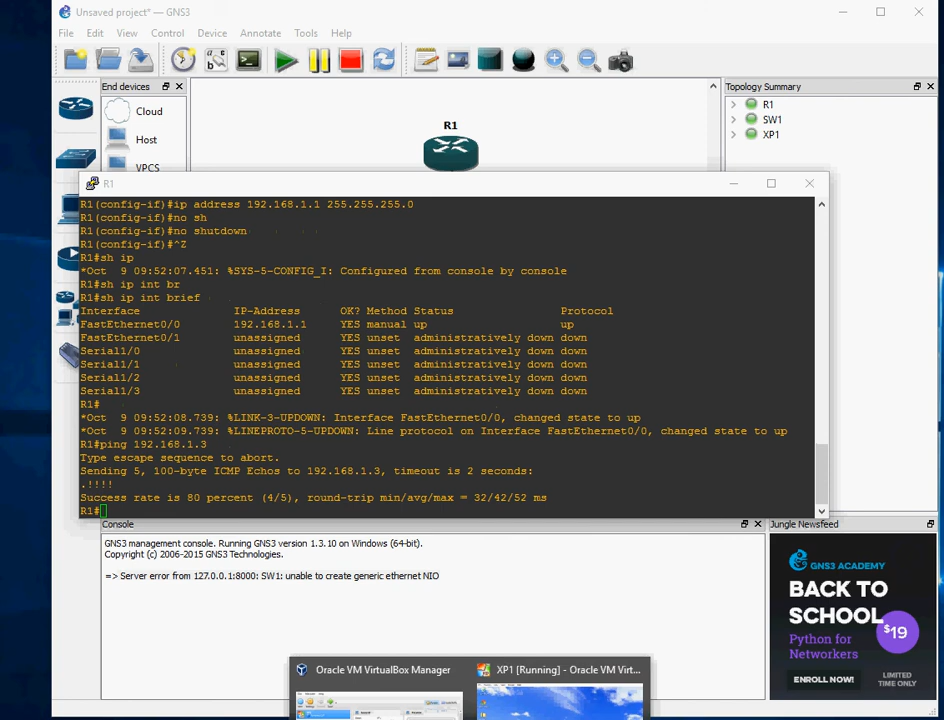 Unsaved project* — GNS3
File Edit View Control Device Annotate Tools Help
End devices
Cloud
Host
VPCS
R1
Topology Summary
R1
SW1
XP1
R1
R1(config-if)#ip address 192.168.1.1 255.255.255.0
R1(config-if)#no sh
R1(config-if)#no shutdown
R1(config-if)#^Z
R1#sh ip
*Oct  9 09:52:07.451: %SYS-5-CONFIG_I: Configured from console by console
R1#sh ip int br
R1#sh ip int brief
Interface IP-Address OK? Method Status Protocol
FastEthernet0/0 192.168.1.1 YES manual up up
FastEthernet0/1 unassigned YES unset administratively down down
Serial1/0 unassigned YES unset administratively down down
Serial1/1 unassigned YES unset administratively down down
Serial1/2 unassigned YES unset administratively down down
Serial1/3 unassigned YES unset administratively down down
R1#
*Oct  9 09:52:08.739: %LINK-3-UPDOWN: Interface FastEthernet0/0, changed state to up
*Oct  9 09:52:09.739: %LINEPROTO-5-UPDOWN: Line protocol on Interface FastEthernet0/0, changed state to up
R1#ping 192.168.1.3
Type escape sequence to abort.
Sending 5, 100-byte ICMP Echos to 192.168.1.3, timeout is 2 seconds:
.!!!!
Success rate is 80 percent (4/5), round-trip min/avg/max = 32/42/52 ms
R1#
Console
GNS3 management console. Running GNS3 version 1.3.10 on Windows (64-bit).
Copyright (c) 2006-2015 GNS3 Technologies.
=> Server error from 127.0.0.1:8000: SW1: unable to create generic ethernet NIO
Jungle Newsfeed
GNS3 ACADEMY
BACK TO
SCHOOL
$19
Python for
Networkers
ENROLL NOW!
LIMITED
TIME ONLY
Oracle VM VirtualBox Manager
XP1 [Running] - Oracle VM Virt...